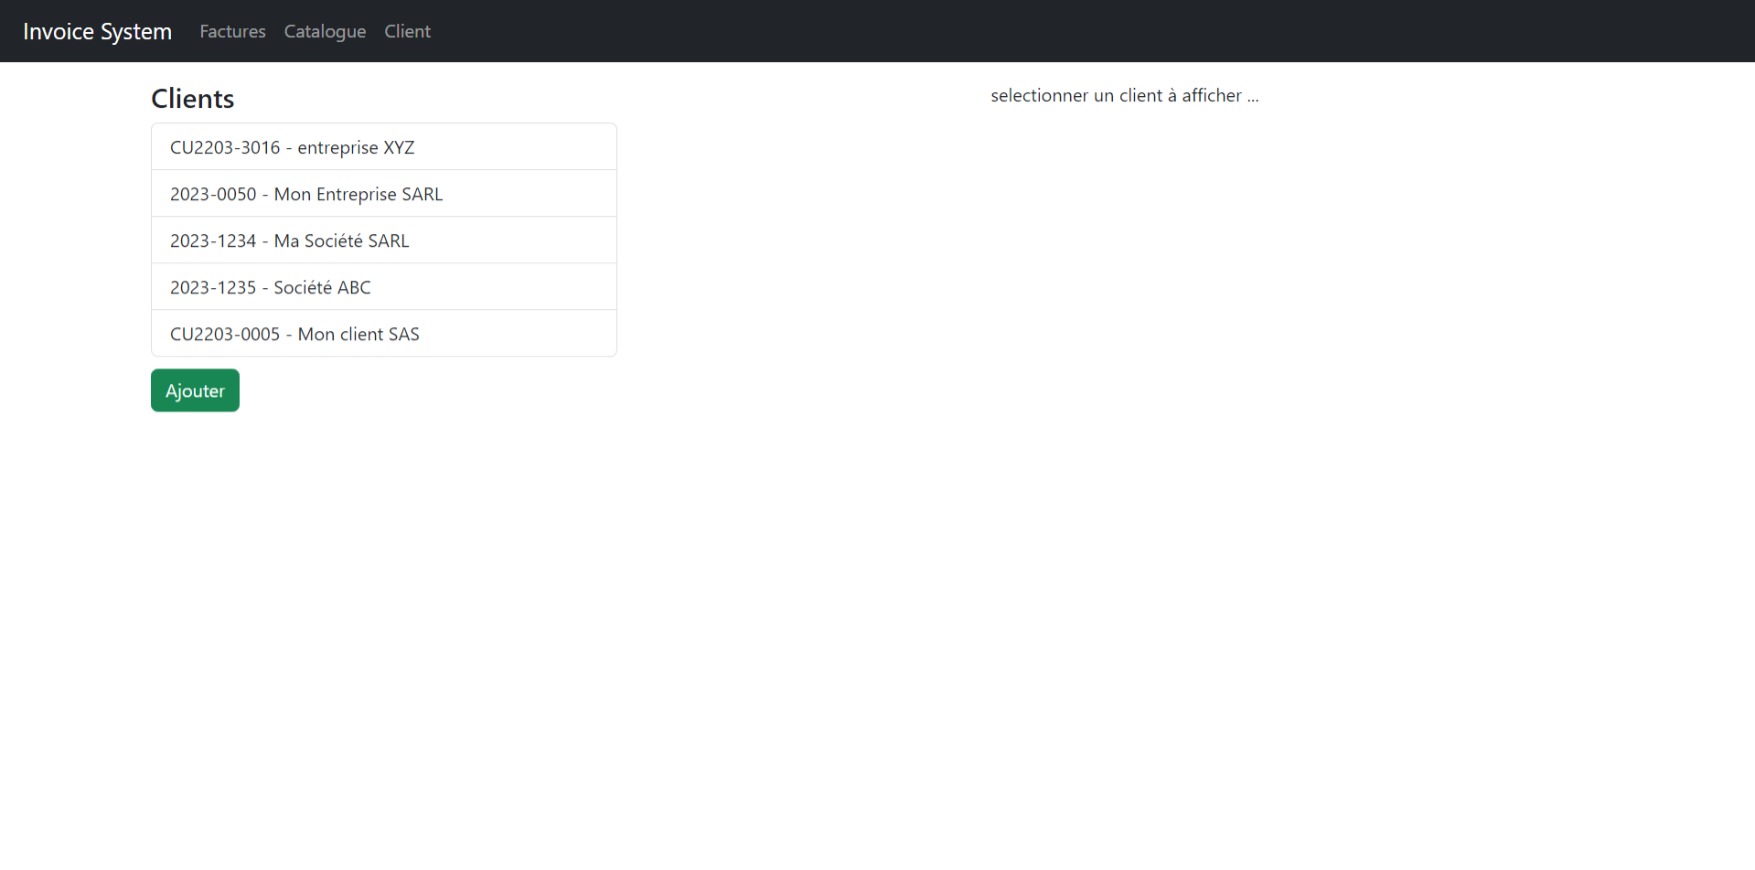 Invoice System Factures Catalogue Client
Clients
CU2203-3016 - entreprise XYZ
2023-0050 - Mon Entreprise SARL
2023-1234 - Ma Société SARL
2023-1235 - Société ABC
CU2203-0005 - Mon client SAS
Ajouter
selectionner un client à afficher ...